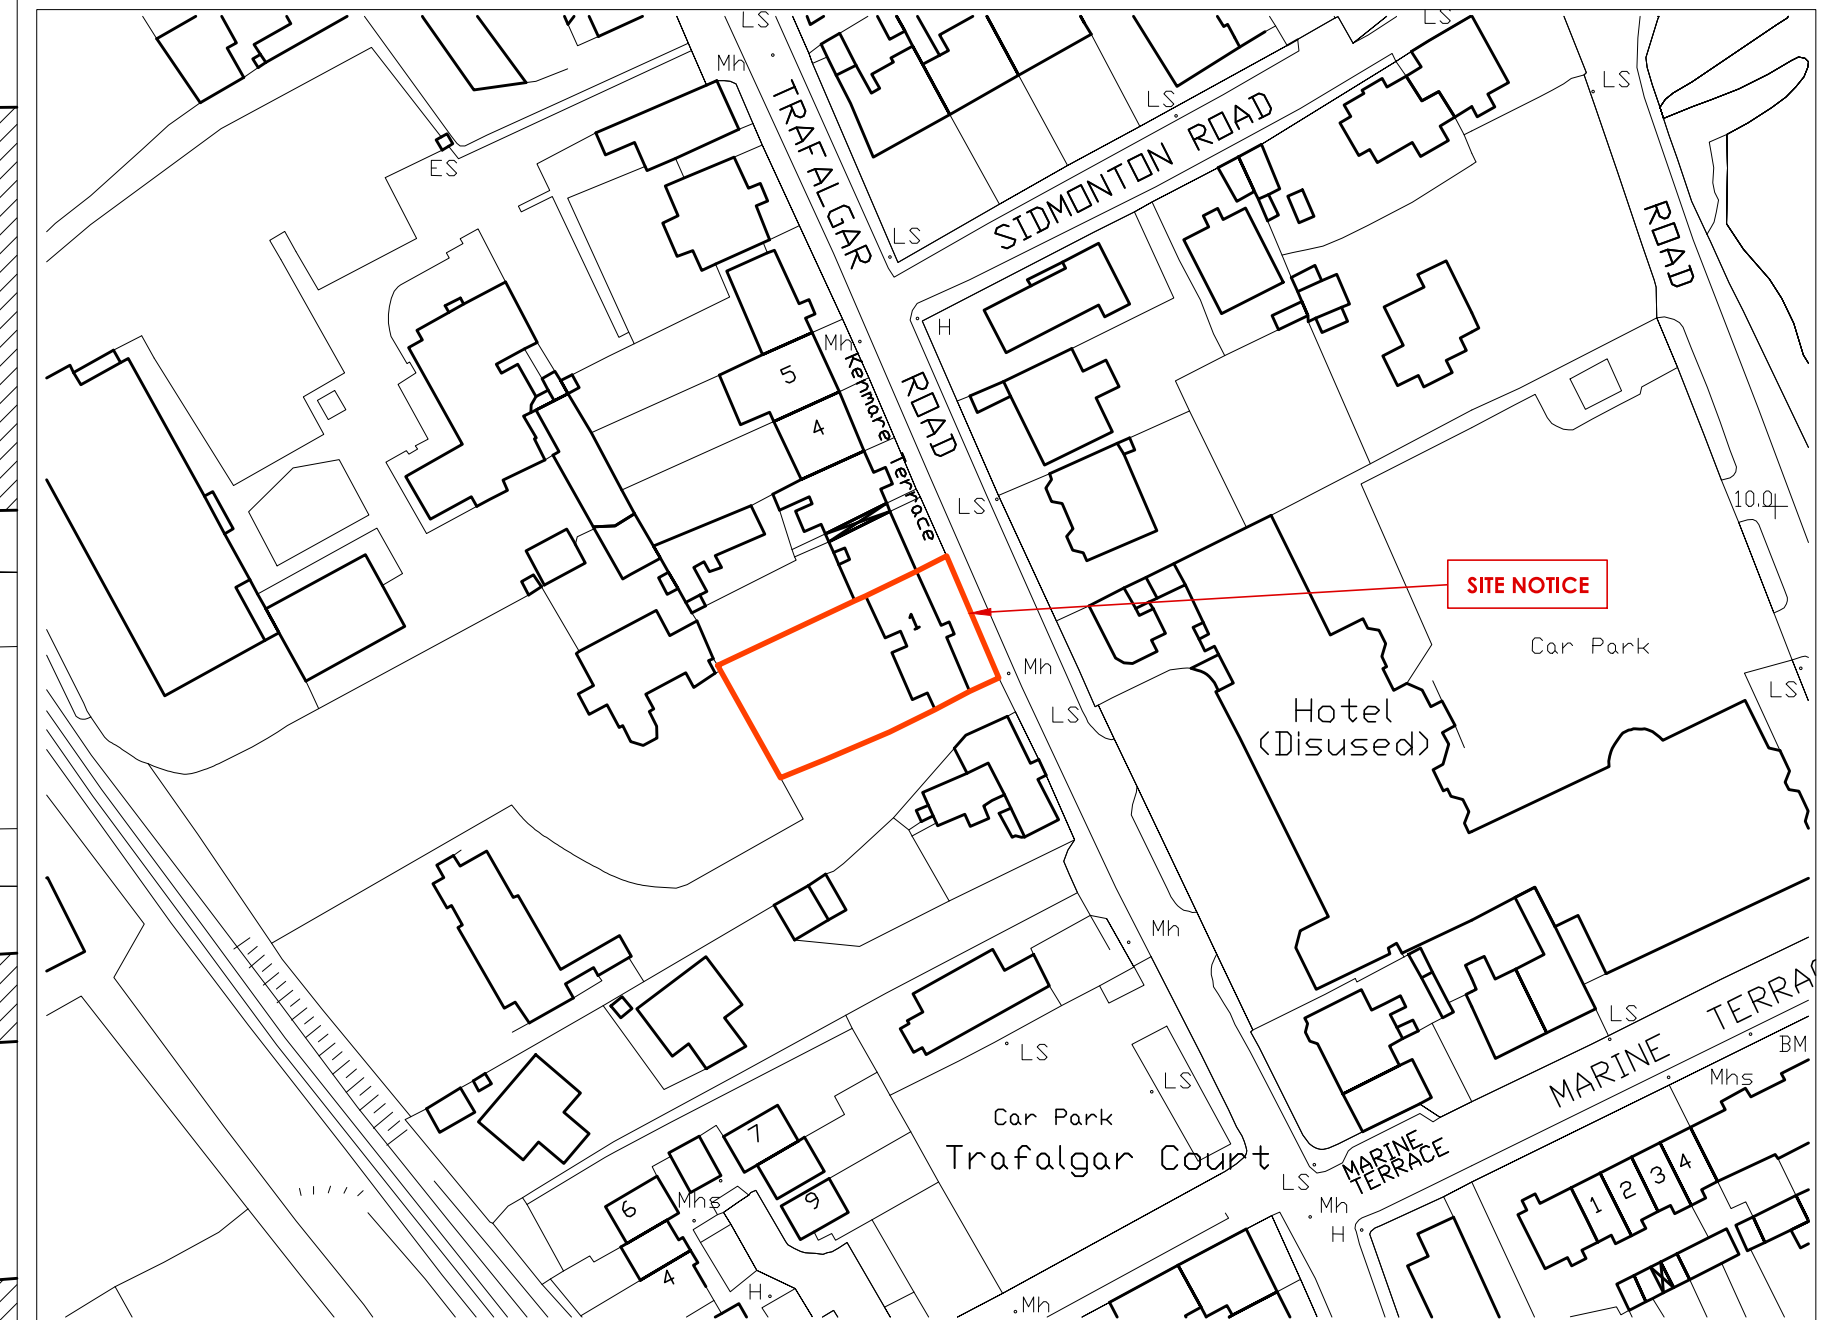 LS
LS
Mh
LS
LS
TRAFALGAR
SIDMONTON ROAD
ES
LS
ROAD
H
Mh
Kenmare Terrace
5
ROAD
4
LS
10.0
SITE NOTICE
1
Car Park
Mh
LS
LS
Hotel
(Disused)
Mh
LS
MARINE TERRA
LS
BM
LS
Mhs
Car Park
Trafalgar Court
7
MARINE
TERRACE
LS
6
Mhs
9
Mh
H
1
2
3
4
4
H
Mh